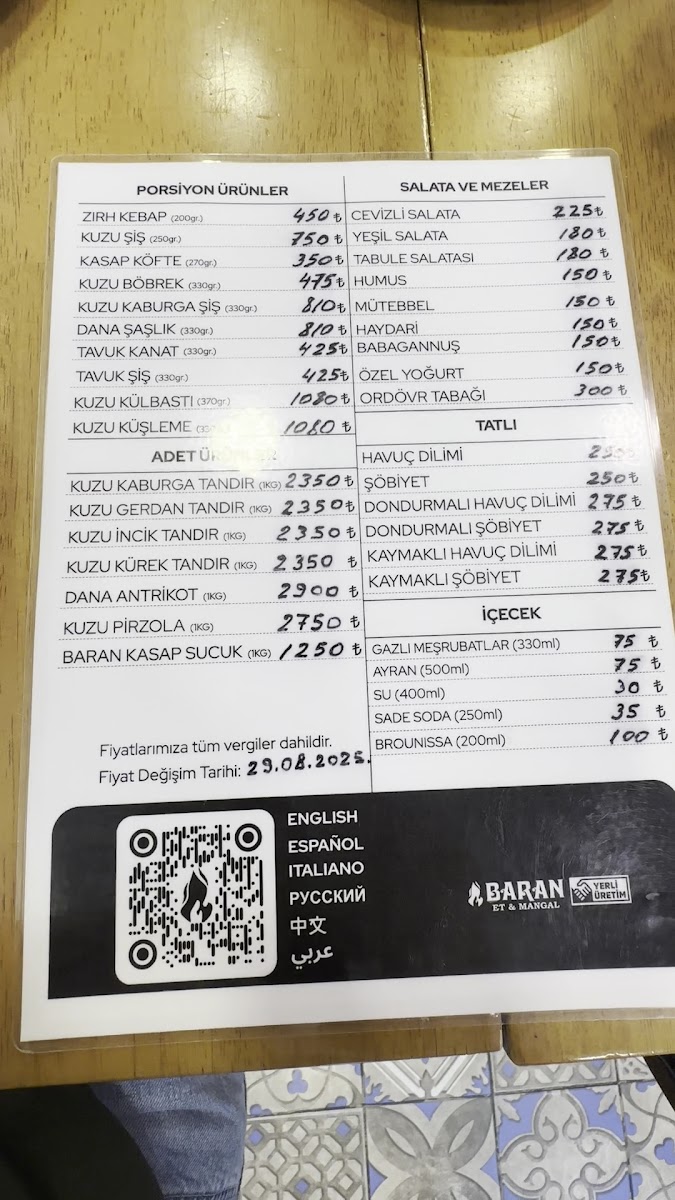 PORSİYON ÜRÜNLER
ZIRH KEBAP (200gr.) 450 ₺
KUZU ŞİŞ (250gr.) 750 ₺
KASAP KÖFTE (270gr.) 350 ₺
KUZU BÖBREK (330gr.) 475 ₺
KUZU KABURGA ŞİŞ (330gr.) 810 ₺
DANA ŞAŞLIK (330gr.) 810 ₺
TAVUK KANAT (330gr.) 425 ₺
TAVUK ŞİŞ (330gr.) 425 ₺
KUZU KÜLBASTI (370gr.) 1080 ₺
KUZU KÜŞLEME 1080 ₺
ADET ÜRÜNLER
KUZU KABURGA TANDIR (1KG) 2350 ₺
KUZU GERDAN TANDIR (1KG) 2350 ₺
KUZU İNCİK TANDIR (1KG) 2350 ₺
KUZU KÜREK TANDIR (1KG) 2350 ₺
DANA ANTRİKOT (1KG) 2900 ₺
KUZU PİRZOLA (1KG) 2750 ₺
BARAN KASAP SUCUK (1KG) 1250 ₺
Fiyatlarımıza tüm vergiler dahildir.
Fiyat Değişim Tarihi: 29.08.2025.
SALATA VE MEZELER
CEVİZLİ SALATA 225 ₺
YEŞİL SALATA 180 ₺
TABULE SALATASI 180 ₺
HUMUS 150 ₺
MÜTEBBEL 150 ₺
HAYDARİ 150 ₺
BABAGANNUŞ 150 ₺
ÖZEL YOĞURT 150 ₺
ORDÖVR TABAĞI 300 ₺
TATLI
HAVUÇ DİLİMİ
ŞÖBİYET 250 ₺
DONDURMALI HAVUÇ DİLİMİ 275 ₺
DONDURMALI ŞÖBİYET 275 ₺
KAYMAKLI HAVUÇ DİLİMİ 275 ₺
KAYMAKLI ŞÖBİYET 275 ₺
İÇECEK
GAZLI MEŞRUBATLAR (330ml) 75 ₺
AYRAN (500ml) 75 ₺
SU (400ml) 30 ₺
SADE SODA (250ml) 35 ₺
BROUNISSA (200ml) 100 ₺
ENGLISH
ESPAÑOL
ITALIANO
РУССКИЙ
中文
عربي
BARAN
ET & MANGAL
YERLİ
ÜRETİM